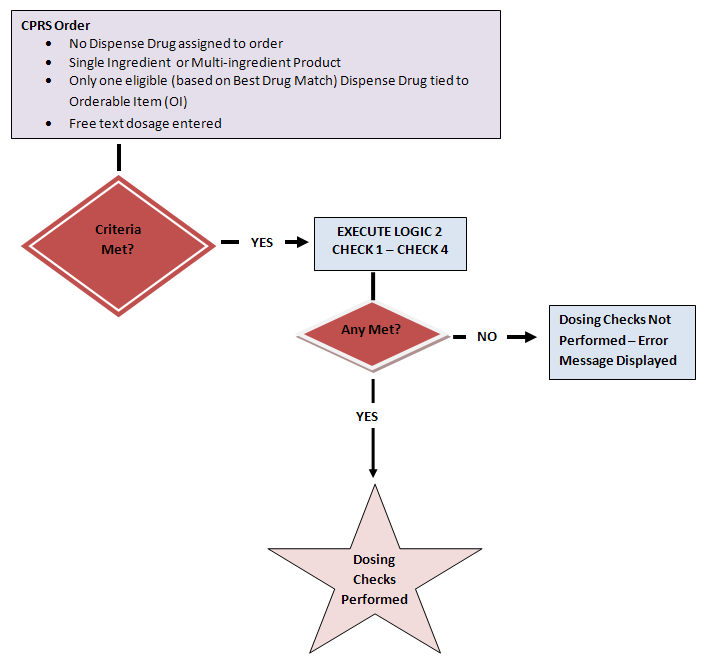 CPRS Order
• No Dispense Drug assigned to order
• Single Ingredient or Multi-ingredient Product
• Only one eligible (based on Best Drug Match) Dispense Drug tied to
Orderable Item (OI)
• Free text dosage entered
Criteria
Met?
YES
EXECUTE LOGIC 2
CHECK 1 – CHECK 4
Any Met?
NO
Dosing Checks Not
Performed – Error
Message Displayed
YES
Dosing
Checks
Performed